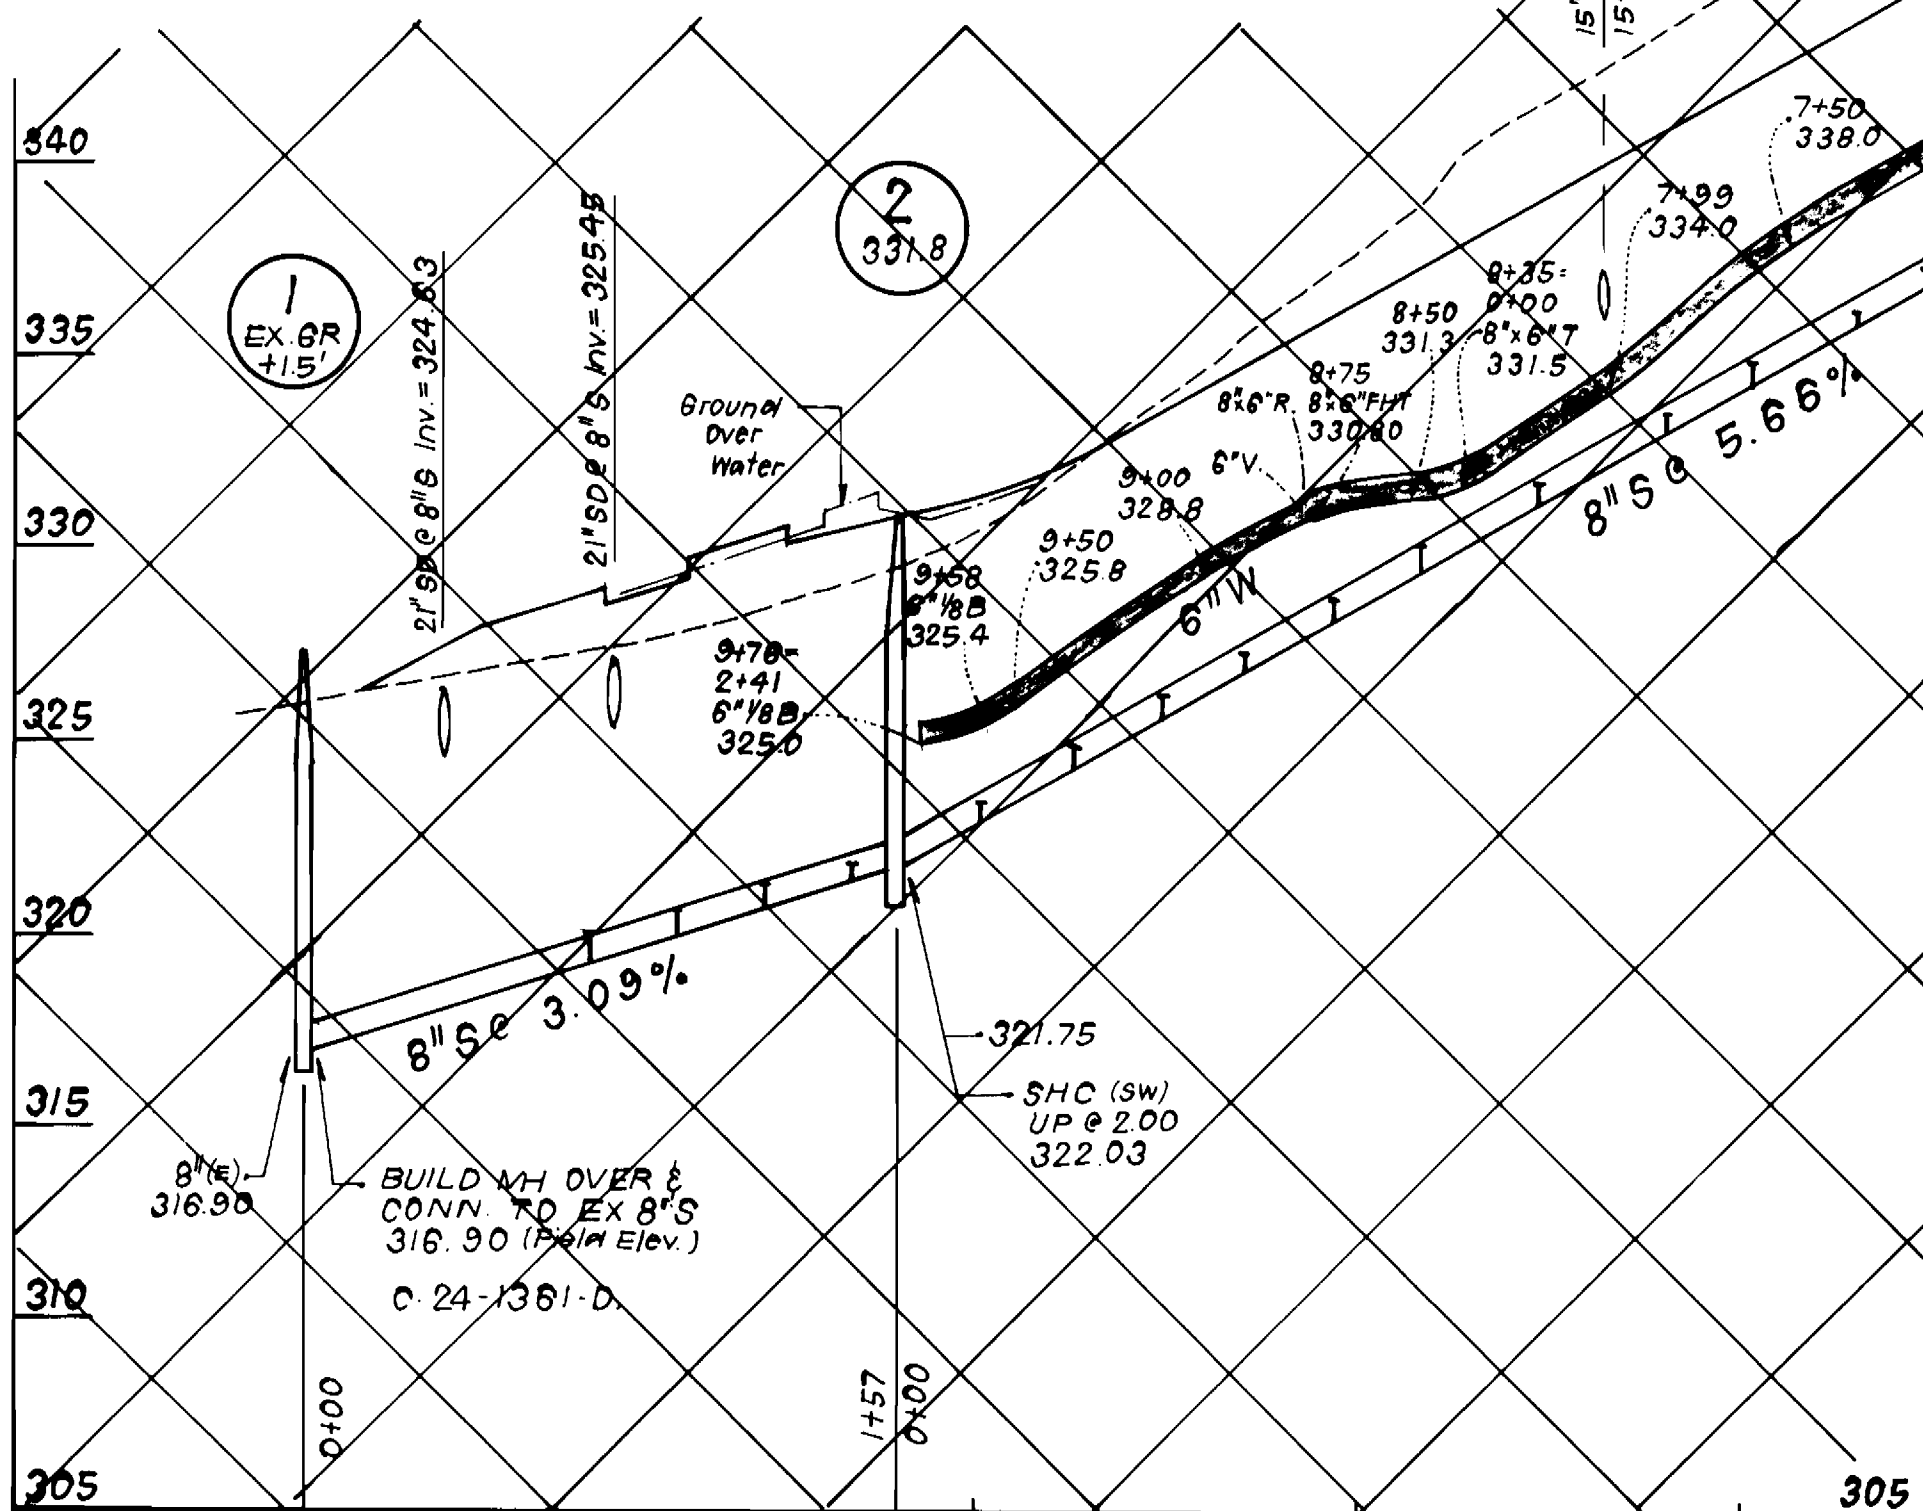 340
335
330
325
320
315
310
305
305
1
EX. GR
+1.5'
21" SD @ 8"S Inv. = 324.63
21" SD @ 8"S Inv. = 325.45
2
331.8
Ground
Over
Water
15'
15'
7+50
338.0
7+99
334.0
8+35=
0+00
8"x6"T
331.5
8+50
331.3
8+75
8"x6"FHT
330.80
8"x6"R.
6"V.
9+00
328.8
9+50
325.8
9+58
6"1/8B
325.4
9+70=
2+41
6"1/8B
325.0
6"W
8"S@ 5.66%
8"S@ 3.09%
321.75
SHC (SW)
UP @ 2.00
322.03
8"(E)
316.90
BUILD MH OVER &
CONN. TO EX 8"S
316.90 (Field Elev.)
C-24-1361-D.
0+00
1+57
0+00